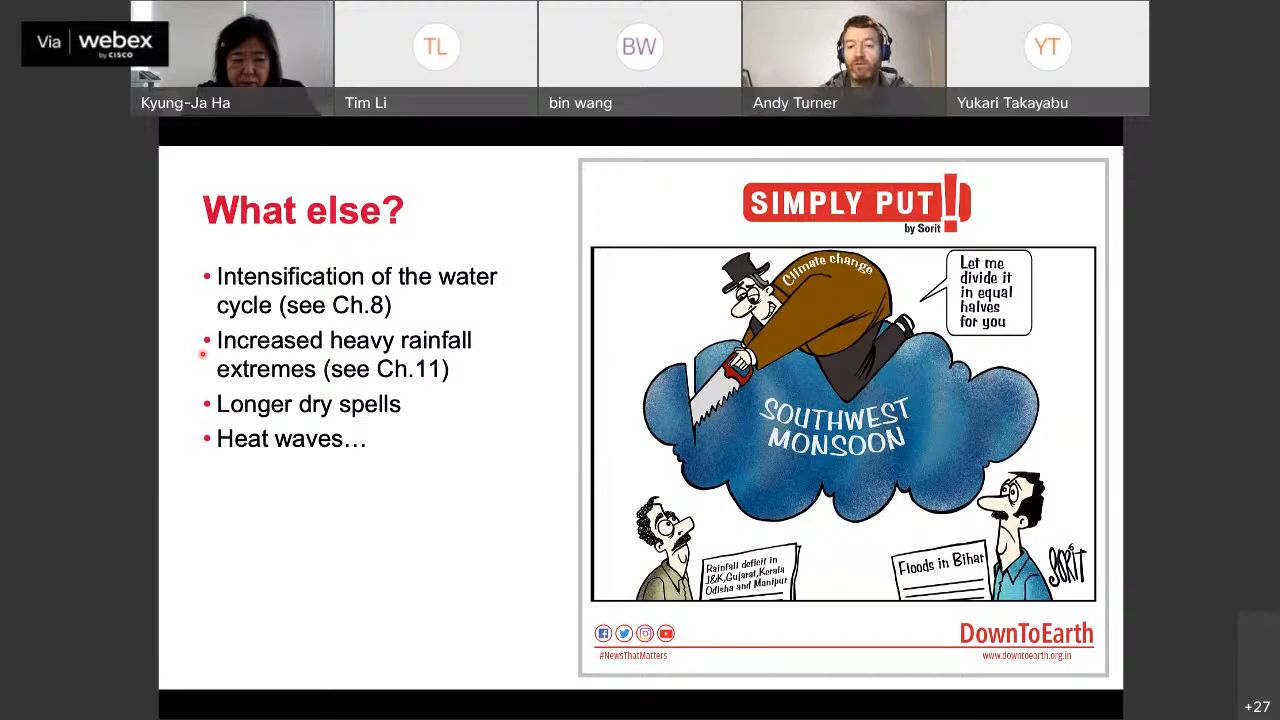 Via webex
by CISCO
Kyung-Ja Ha
TL
Tim Li
BW
bin wang
Andy Turner
YT
Yukari Takayabu
What else?
• Intensification of the water
cycle (see Ch.8)
• Increased heavy rainfall
extremes (see Ch.11)
• Longer dry spells
• Heat waves…
SIMPLY PUT!!
by Sorit
Climate change
Let me
divide it
in equal
halves
for you
SOUTHWEST
MONSOON
Rainfall deficit in
J&K,Gujarat,Kerala
Odisha and Manipur
Floods in Bihar
SORIT
#NewsThatMatters
DownToEarth
www.downtoearth.org.in
+27